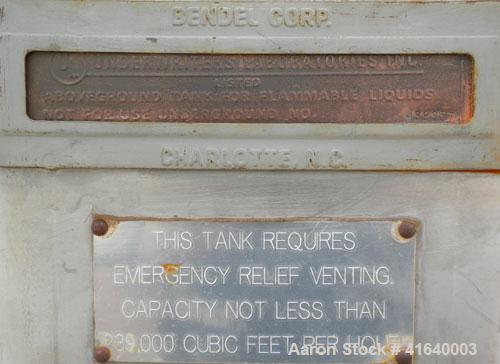 BENDEL CORP.
UNDERWRITERS LABORATORIES INC.
LISTED
ABOVEGROUND TANK FOR FLAMMABLE LIQUIDS
NOT FOR USE UNDERGROUND NO.
CHARLOTTE, N.C.
THIS TANK REQUIRES
EMERGENCY RELIEF VENTING.
CAPACITY NOT LESS THAN
239,000 CUBIC FEET PER HOUR
Aaron Stock # 41640003